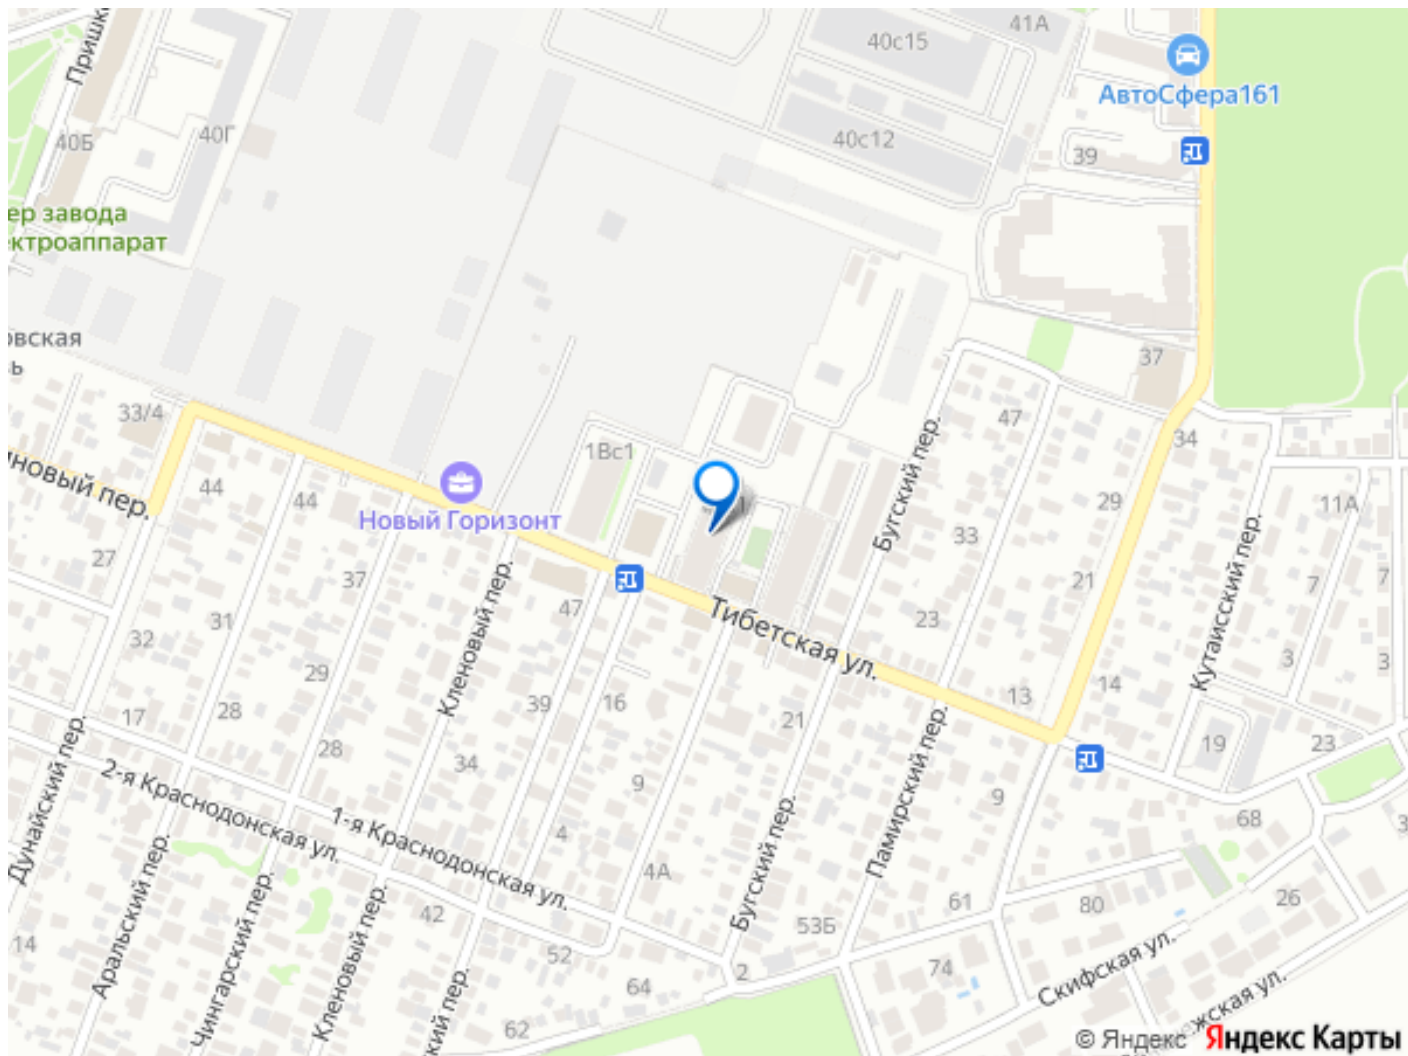 41А
40с15
Пришк
АвтоСфера161
40Б
40Г
40с12
39
ер завода
ктроаппарат
овская
ь
37
33/4
47
34
1Вс1
новый пер.
44
44
Новый Горизонт
Бугский пер.
29
11А
27
37
33
Кутаисский пер.
21
7
7
31
32
47
Кленовый пер.
Тибетская ул.
23
3
3
29
28
17
39
16
21
13
14
19
23
28
34
9
9
Памирский пер.
Дунайский пер.
2-я Краснодонская ул.
1-я Краснодонская ул.
4
68
4А
Бугский пер.
Аральский пер.
Чингарский пер.
Кленовый пер.
42
53Б
61
80
26
14
52
2
74
64
62
ский пер.
Скифская ул.
жская ул.
© Яндекс Яндекс Карты